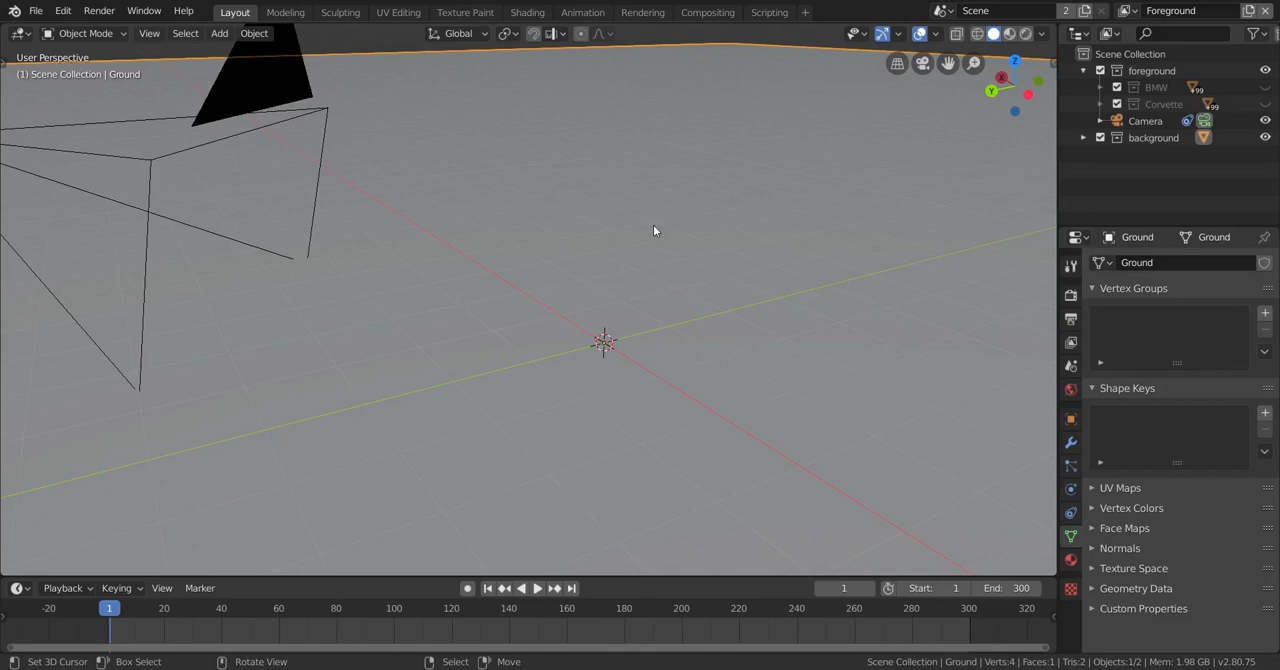 File Edit Render Window Help Layout Modeling Sculpting UV Editing Texture Paint Shading Animation Rendering Compositing Scripting + Scene 2 Foreground
Object Mode View Select Add Object Global
User Perspective
(1) Scene Collection | Ground
Z
X
Y
Scene Collection
foreground
BMW +99
Corvette +99
Camera
background
Ground Ground
Ground
Vertex Groups
Shape Keys
UV Maps
Vertex Colors
Face Maps
Normals
Texture Space
Geometry Data
Custom Properties
Playback Keying View Marker 1 Start: 1 End: 300
-20 1 20 40 60 80 100 120 140 160 180 200 220 240 260 280 300 320
Set 3D Cursor Box Select Rotate View Select Move Scene Collection | Ground | Verts:4 | Faces:1 | Tris:2 | Objects:1/2 | Mem: 1.98 GB | v2.80.75